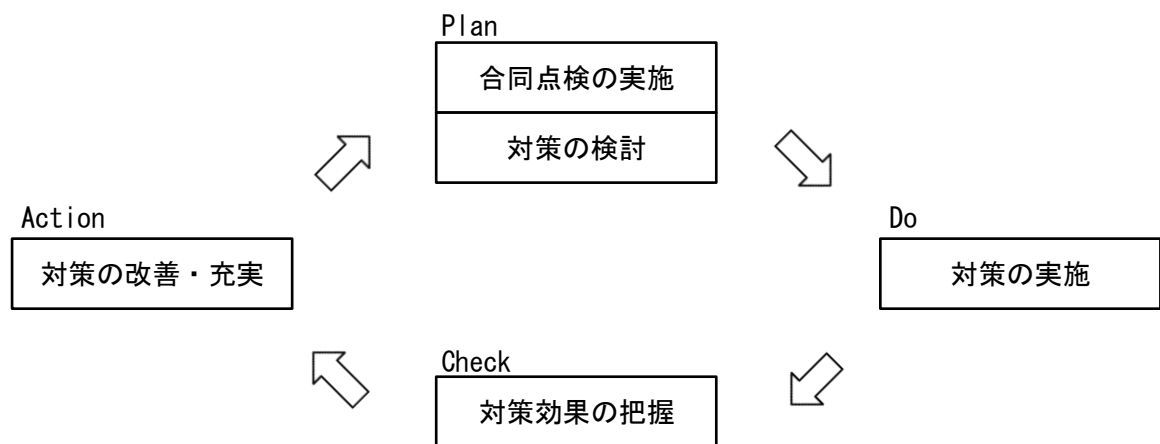 Plan
合同点検の実施
対策の検討
Action
対策の改善・充実
Do
対策の実施
Check
対策効果の把握